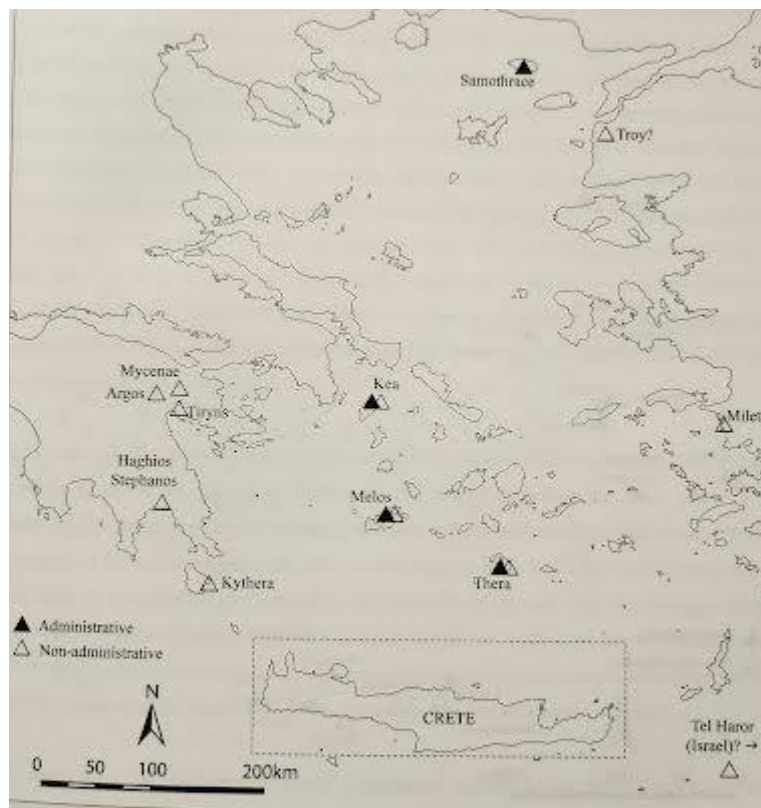 Samothrace
Troy?
Mycenae
Argos
Tiryns
Kea
Milet
Haghios
Stephanos
Melos
Kythera
Thera
Administrative
Non-administrative
N
CRETE
Tel Haror
(Israel)? →
0 50 100 200km